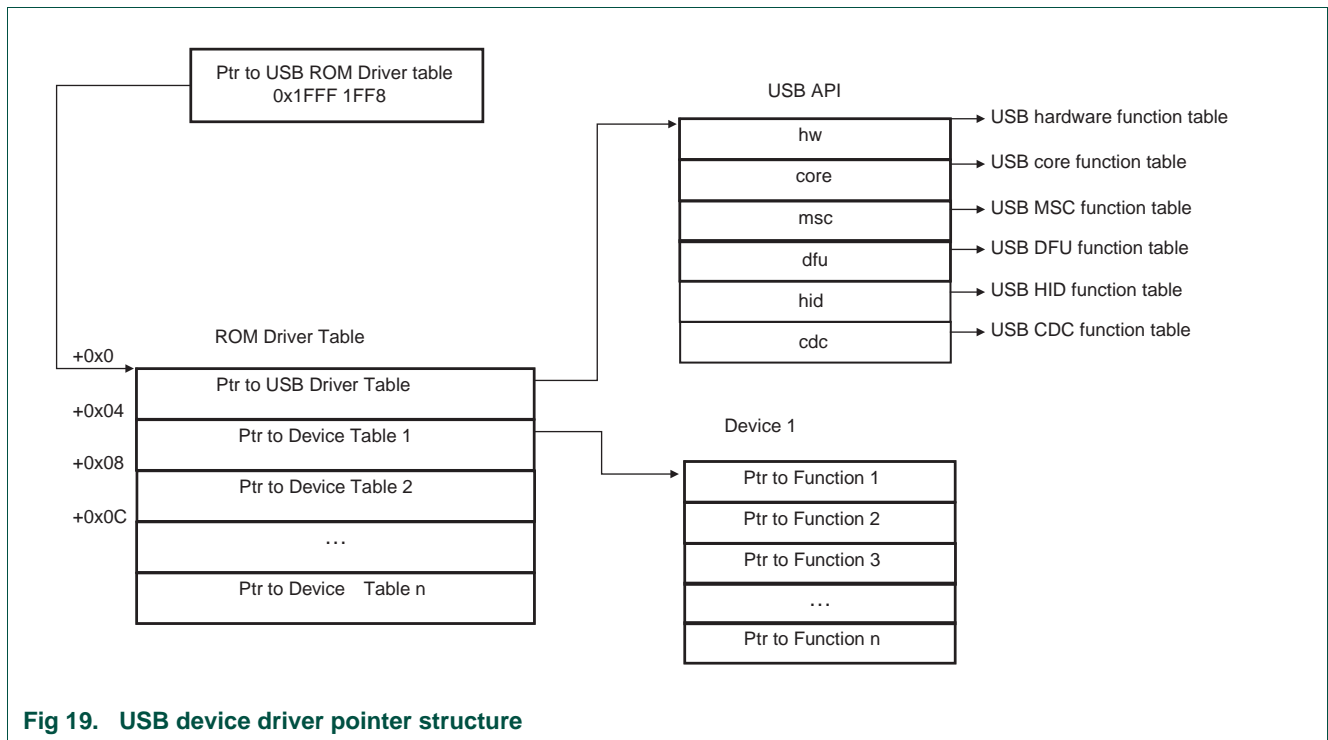 Ptr to USB ROM Driver table
0x1FFF 1FF8
USB API
hw
core
msc
dfu
hid
cdc
USB hardware function table
USB core function table
USB MSC function table
USB DFU function table
USB HID function table
USB CDC function table
ROM Driver Table
+0x0
Ptr to USB Driver Table
+0x04
Ptr to Device Table 1
+0x08
Ptr to Device Table 2
+0x0C
...
Ptr to Device Table n
Device 1
Ptr to Function 1
Ptr to Function 2
Ptr to Function 3
...
Ptr to Function n
Fig 19. USB device driver pointer structure